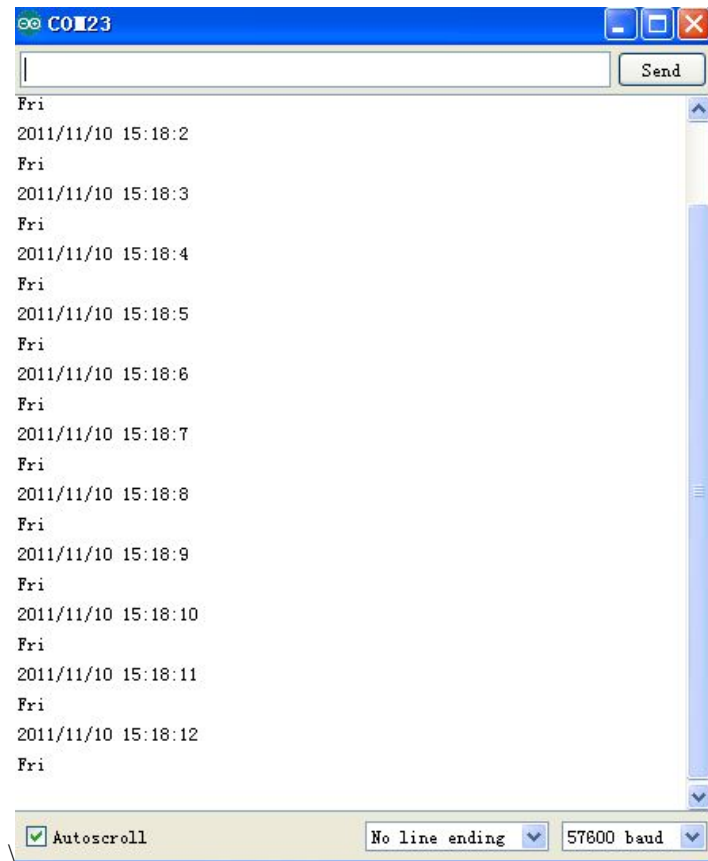 COM23
Send
Fri
2011/11/10 15:18:2
Fri
2011/11/10 15:18:3
Fri
2011/11/10 15:18:4
Fri
2011/11/10 15:18:5
Fri
2011/11/10 15:18:6
Fri
2011/11/10 15:18:7
Fri
2011/11/10 15:18:8
Fri
2011/11/10 15:18:9
Fri
2011/11/10 15:18:10
Fri
2011/11/10 15:18:11
Fri
2011/11/10 15:18:12
Fri
\ Autoscroll No line ending 57600 baud